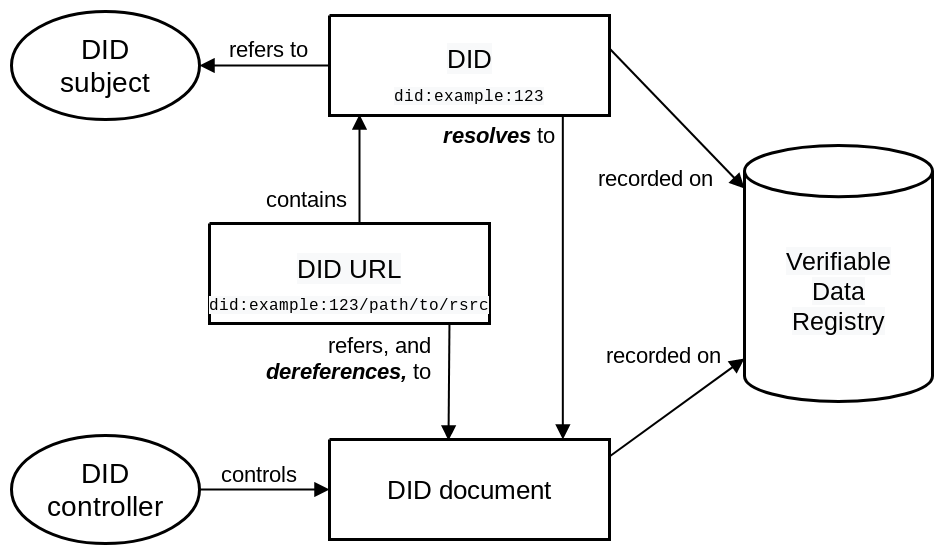 DID
subject
refers to
DID
did:example:123
resolves to
recorded on
contains
DID URL
did:example:123/path/to/rsrc
Verifiable
Data
Registry
refers, and
dereferences, to
recorded on
DID
controller
controls
DID document